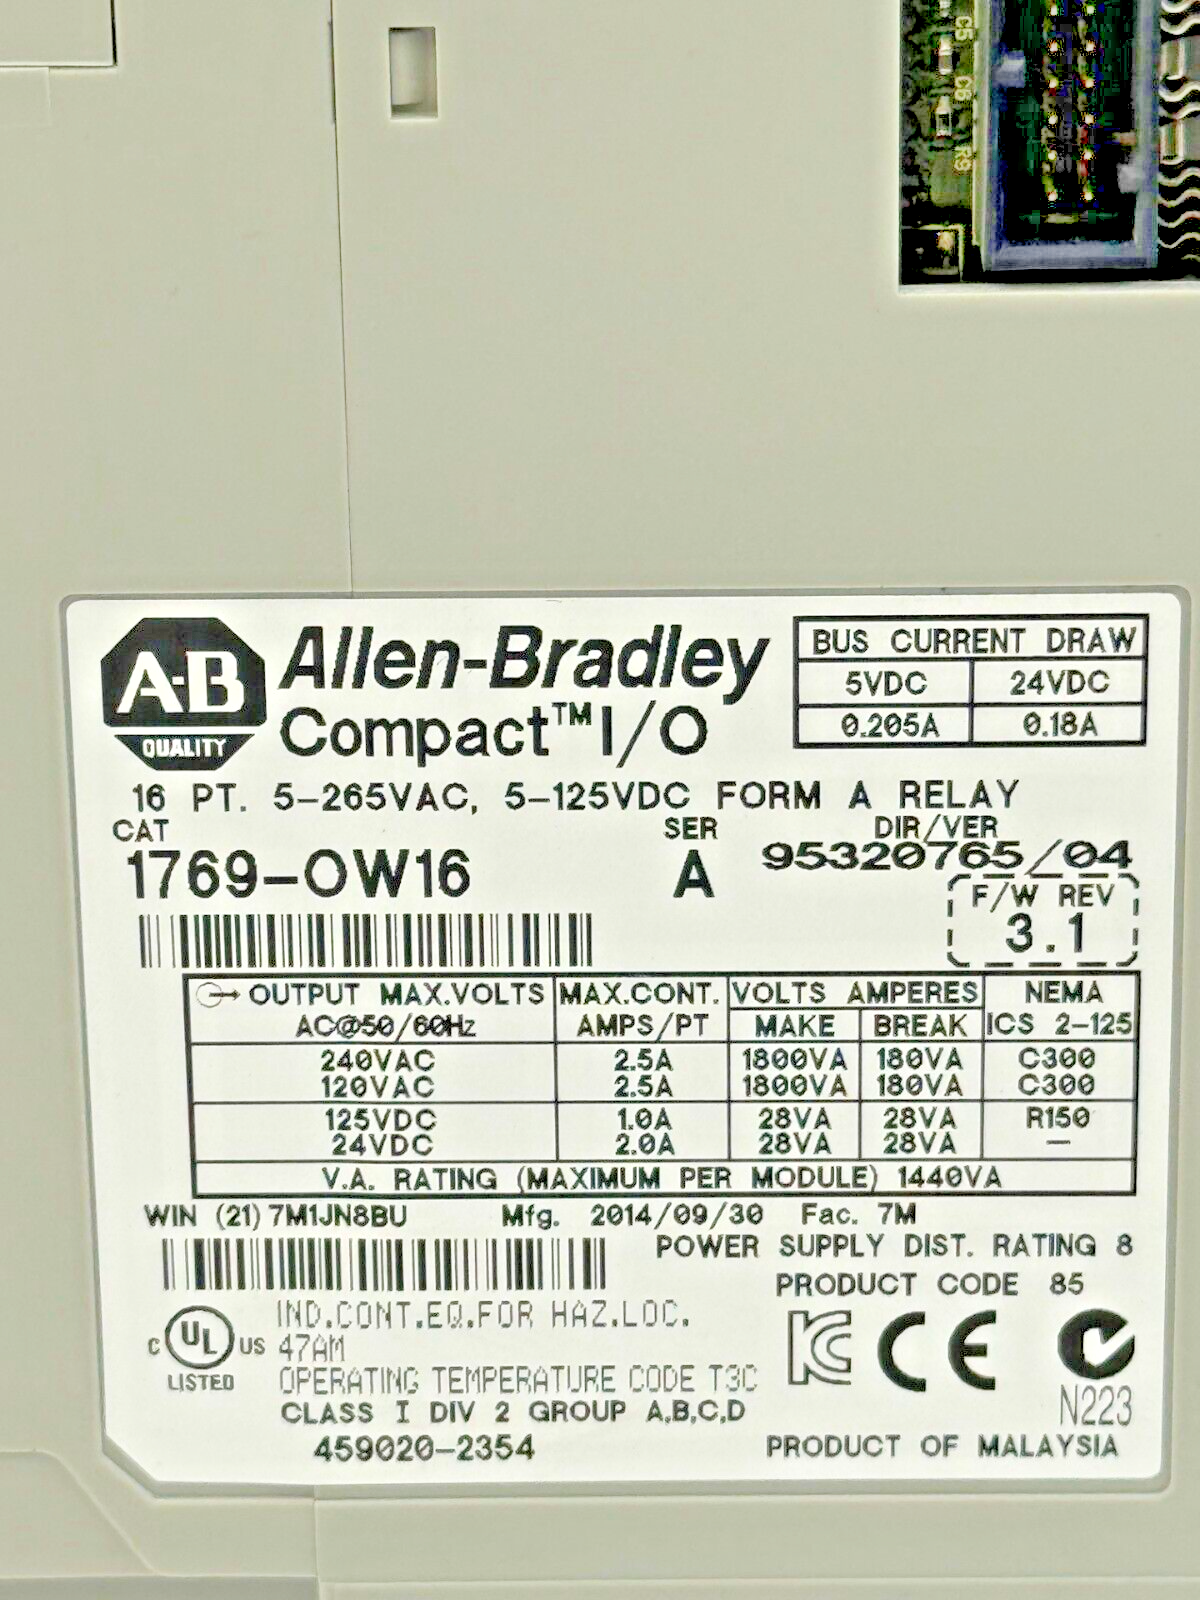 C5
C6
R9
A-B
QUALITY
Allen-Bradley
Compact™ I/O
BUS CURRENT DRAW
5VDC 24VDC
0.205A 0.18A
16 PT. 5-265VAC, 5-125VDC FORM A RELAY
CAT SER DIR/VER
1769-OW16 A 95320765/04
F/W REV
3.1
OUTPUT MAX.VOLTS MAX.CONT. VOLTS AMPERES NEMA
AC@50/60Hz AMPS/PT MAKE BREAK ICS 2-125
240VAC 2.5A 1800VA 180VA C300
120VAC 2.5A 1800VA 180VA C300
125VDC 1.0A 28VA 28VA R150
24VDC 2.0A 28VA 28VA —
V.A. RATING (MAXIMUM PER MODULE) 1440VA
WIN (21) 7M1JN8BU Mfg. 2014/09/30 Fac. 7M
POWER SUPPLY DIST. RATING 8
PRODUCT CODE 85
C UL US
LISTED
IND.CONT.EQ.FOR HAZ.LOC.
47AM
OPERATING TEMPERATURE CODE T3C
CLASS I DIV 2 GROUP A,B,C,D
459020-2354
KC CE
N223
PRODUCT OF MALAYSIA